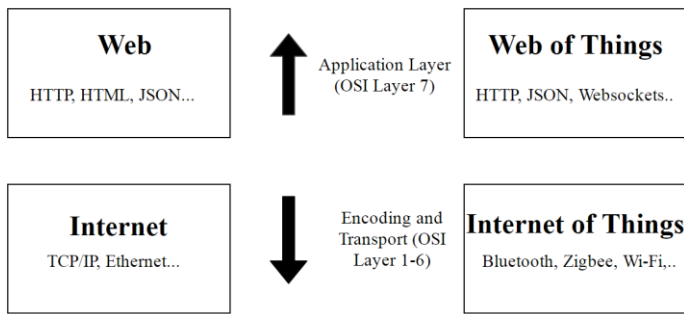 Web
HTTP, HTML, JSON...
Application Layer
(OSI Layer 7)
Web of Things
HTTP, JSON, Websockets..
Internet
TCP/IP, Ethernet...
Encoding and
Transport (OSI
Layer 1-6)
Internet of Things
Bluetooth, Zigbee, Wi-Fi,..